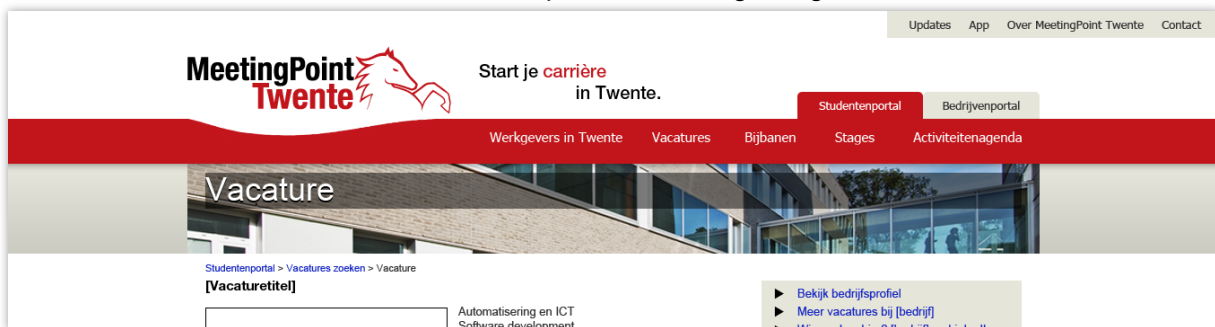 Updates App Over MeetingPoint Twente Contact
MeetingPoint
Twente
Start je carrière
in Twente.
Studentenportal Bedrijvenportal
Werkgevers in Twente Vacatures Bijbanen Stages Activiteitenagenda
Vacature
Studentenportal > Vacatures zoeken > Vacature
[Vacaturetitel]
Automatisering en ICT
Software development
Bekijk bedrijfsprofiel
Meer vacatures bij [bedrijf]